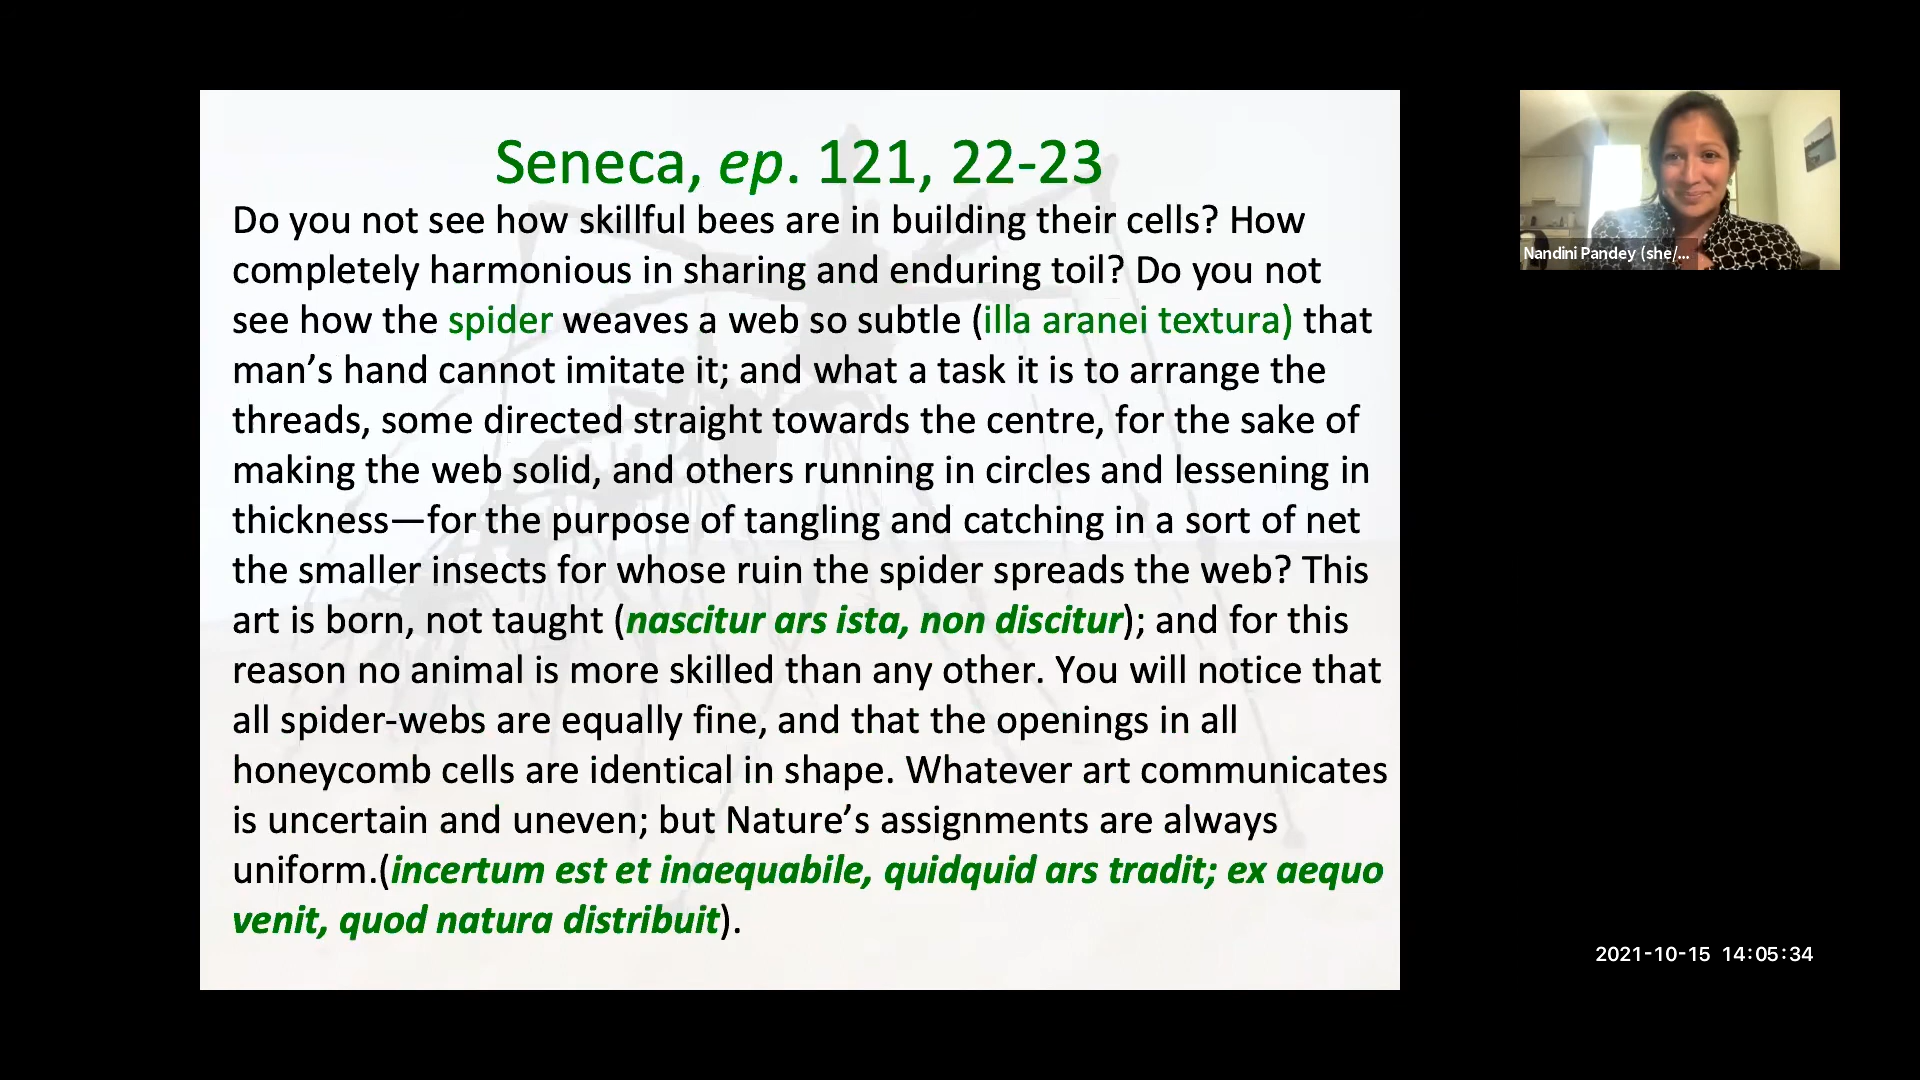 Seneca, ep. 121, 22-23
Do you not see how skillful bees are in building their cells? How
completely harmonious in sharing and enduring toil? Do you not
see how the spider weaves a web so subtle (illa aranei textura) that
man’s hand cannot imitate it; and what a task it is to arrange the
threads, some directed straight towards the centre, for the sake of
making the web solid, and others running in circles and lessening in
thickness—for the purpose of tangling and catching in a sort of net
the smaller insects for whose ruin the spider spreads the web? This
art is born, not taught (nascitur ars ista, non discitur); and for this
reason no animal is more skilled than any other. You will notice that
all spider-webs are equally fine, and that the openings in all
honeycomb cells are identical in shape. Whatever art communicates
is uncertain and uneven; but Nature’s assignments are always
uniform.(incertum est et inaequabile, quidquid ars tradit; ex aequo
venit, quod natura distribuit).
Nandini Pandey (she/...
2021-10-15 14:05:34